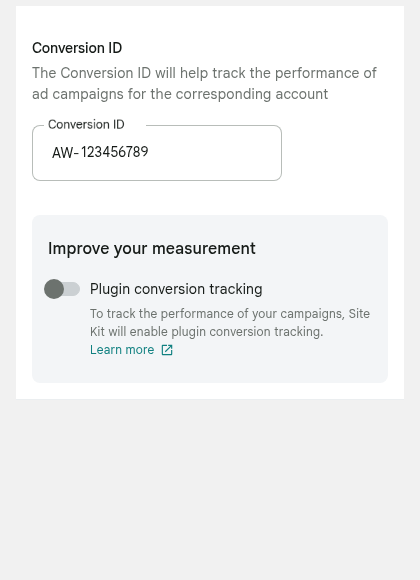 Conversion ID
The Conversion ID will help track the performance of
ad campaigns for the corresponding account
Conversion ID
AW-123456789
Improve your measurement
Plugin conversion tracking
To track the performance of your campaigns, Site
Kit will enable plugin conversion tracking.
Learn more